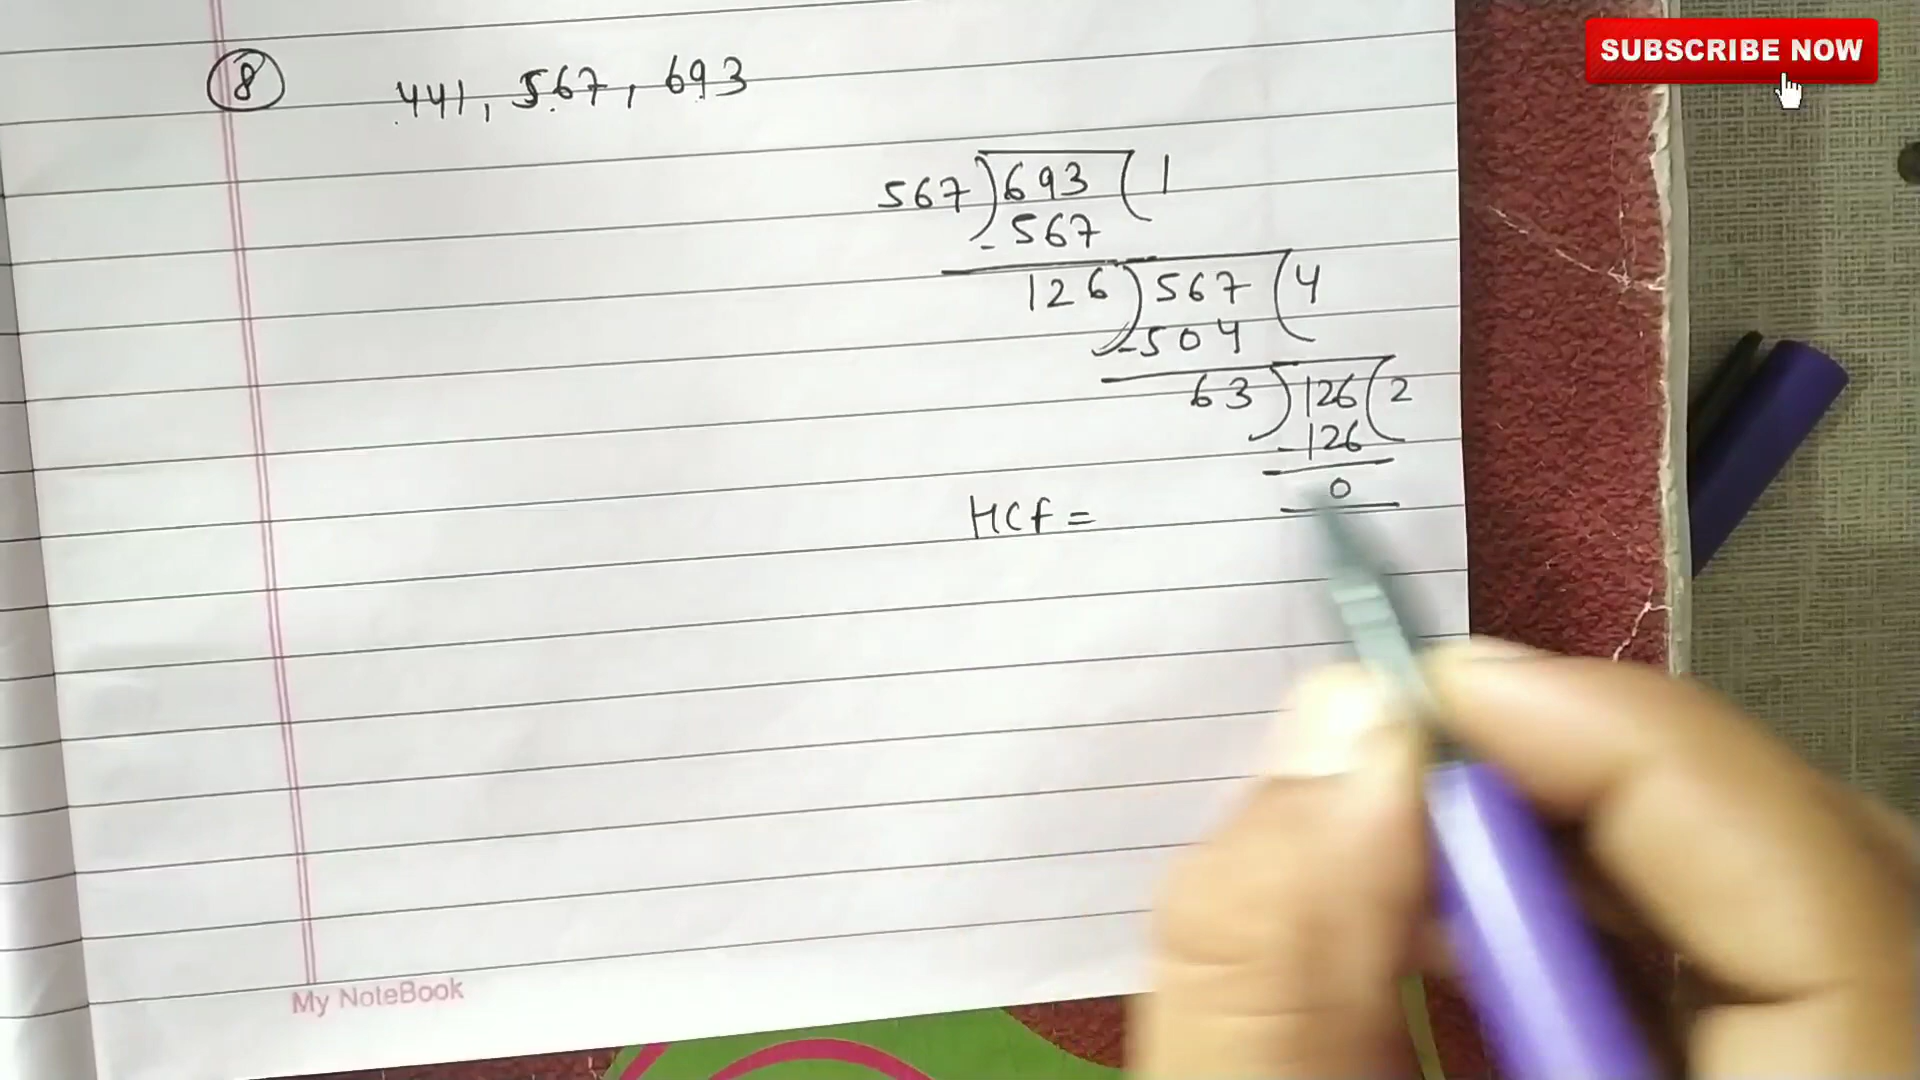 SUBSCRIBE NOW
8 441, 567, 693
567 ) 693 ( 1
- 567
126 ) 567 ( 4
- 504
63 ) 126 ( 2
- 126
0
HCf =
My NoteBook